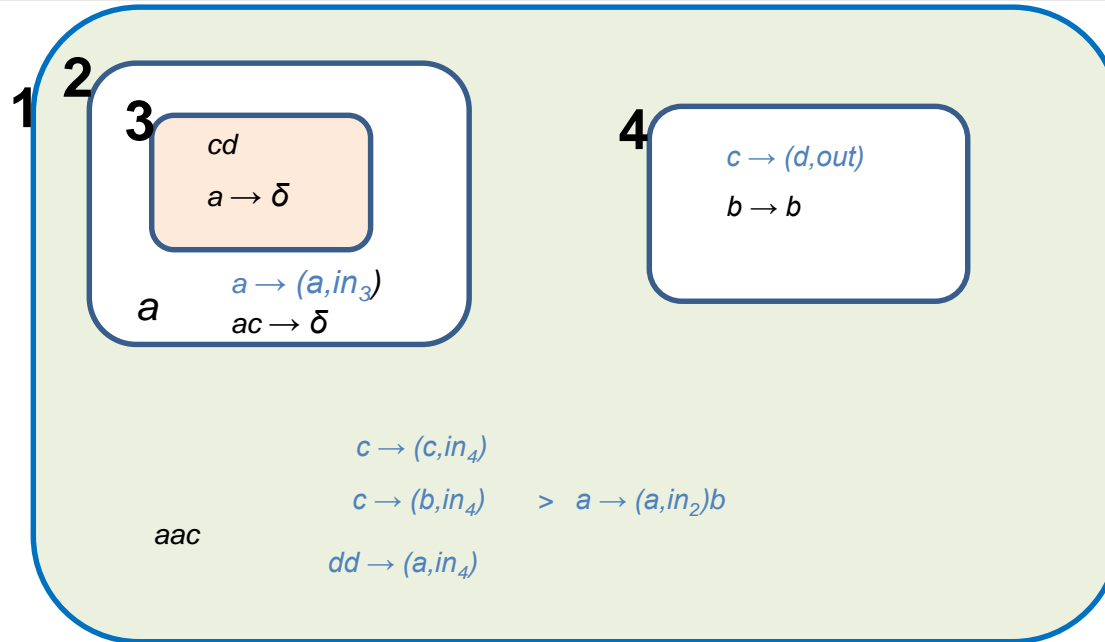 1
2
3
cd
a → δ
a → (a,in₃)
a
ac → δ
4
c → (d,out)
b → b
c → (c,in₄)
c → (b,in₄) > a → (a,in₂)b
aac
dd → (a,in₄)